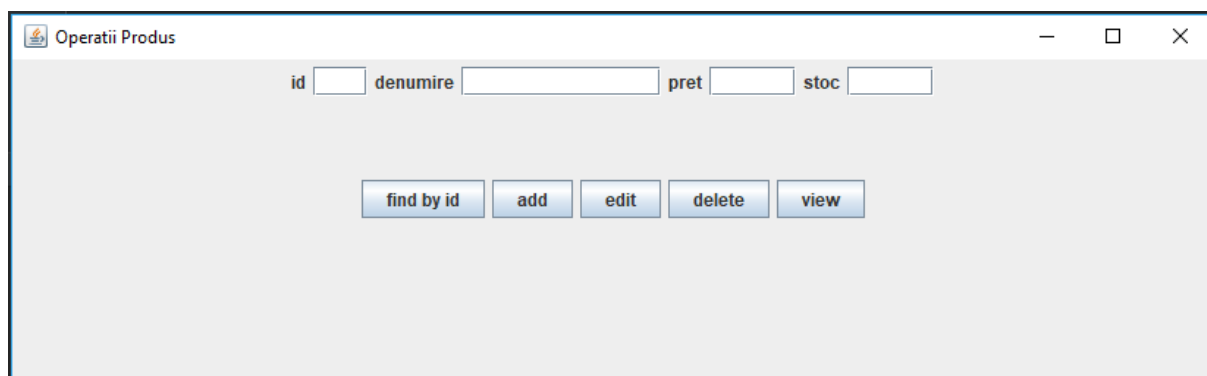 Operatii Produs
id denumire pret stoc
find by id add edit delete view